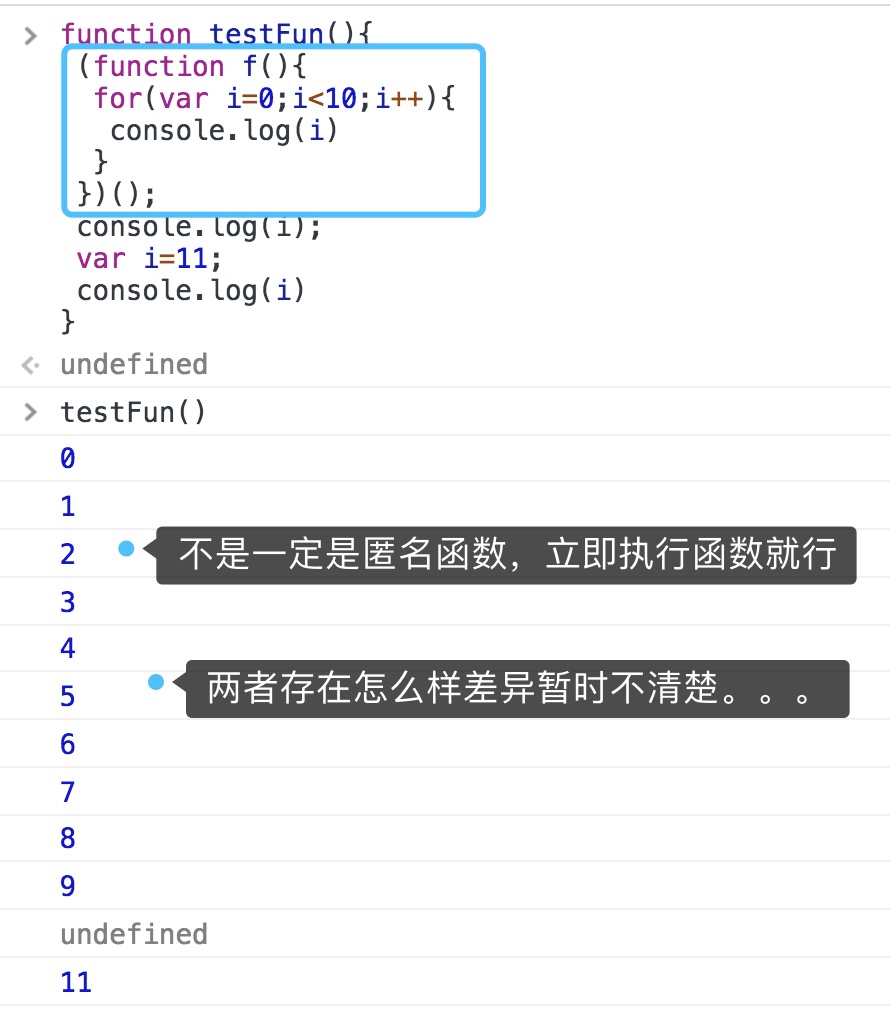 > function testFun(){
(function f(){
for(var i=0;i<10;i++){
console.log(i)
}
})();
console.log(i);
var i=11;
console.log(i)
}
undefined
> testFun()
0
1
2
不是一定是匿名函数，立即执行函数就行
3
4
5
两者存在怎么样差异暂时不清楚。。。
6
7
8
9
undefined
11